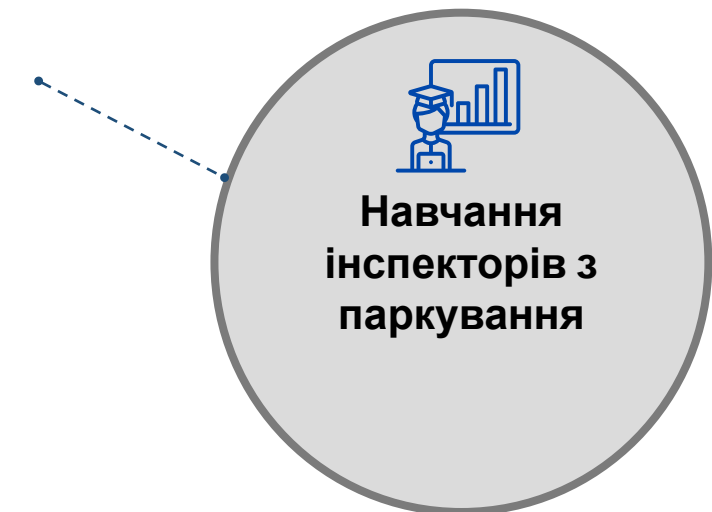 Навчання
інспекторів з
паркування